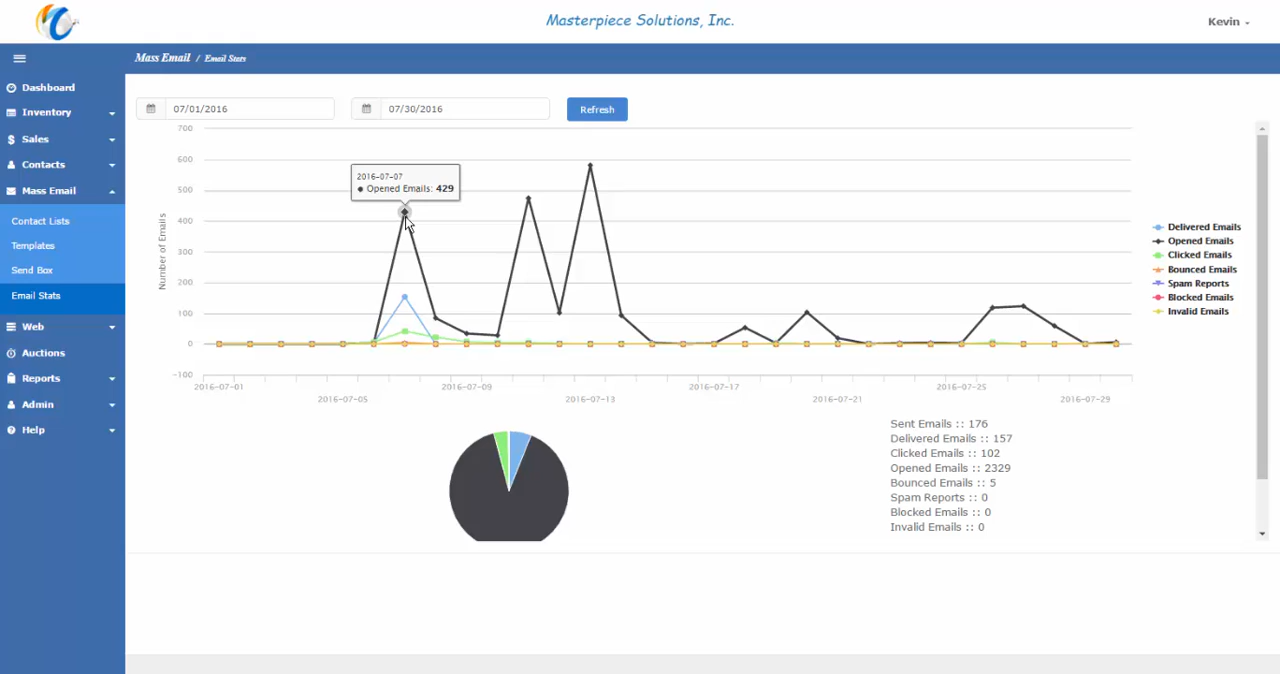 Masterpiece Solutions, Inc.
Kevin
Mass Email / Email Stats
Dashboard
Inventory
Sales
Contacts
Mass Email
Contact Lists
Templates
Send Box
Email Stats
Web
Auctions
Reports
Admin
Help
07/01/2016
07/30/2016
Refresh
700
600
500
400
300
200
100
0
-100
Number of Emails
2016-07-07
Opened Emails: 429
2016-07-01
2016-07-05
2016-07-09
2016-07-13
2016-07-17
2016-07-21
2016-07-25
2016-07-29
Delivered Emails
Opened Emails
Clicked Emails
Bounced Emails
Spam Reports
Blocked Emails
Invalid Emails
Sent Emails :: 176
Delivered Emails :: 157
Clicked Emails :: 102
Opened Emails :: 2329
Bounced Emails :: 5
Spam Reports :: 0
Blocked Emails :: 0
Invalid Emails :: 0